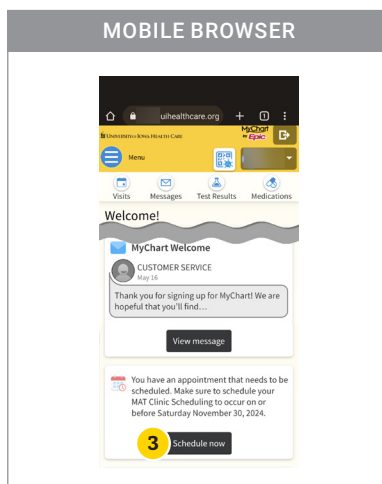 MOBILE BROWSER
uihealthcare.org
1
UNIVERSITY OF IOWA HEALTH CARE
MyChart
by Epic
Menu
Visits Messages Test Results Medications
Welcome!
MyChart Welcome
CUSTOMER SERVICE
May 16
Thank you for signing up for MyChart! We are
hopeful that you'll find…
View message
You have an appointment that needs to be
scheduled. Make sure to schedule your
MAT Clinic Scheduling to occur on or
before Saturday November 30, 2024.
3 Schedule now